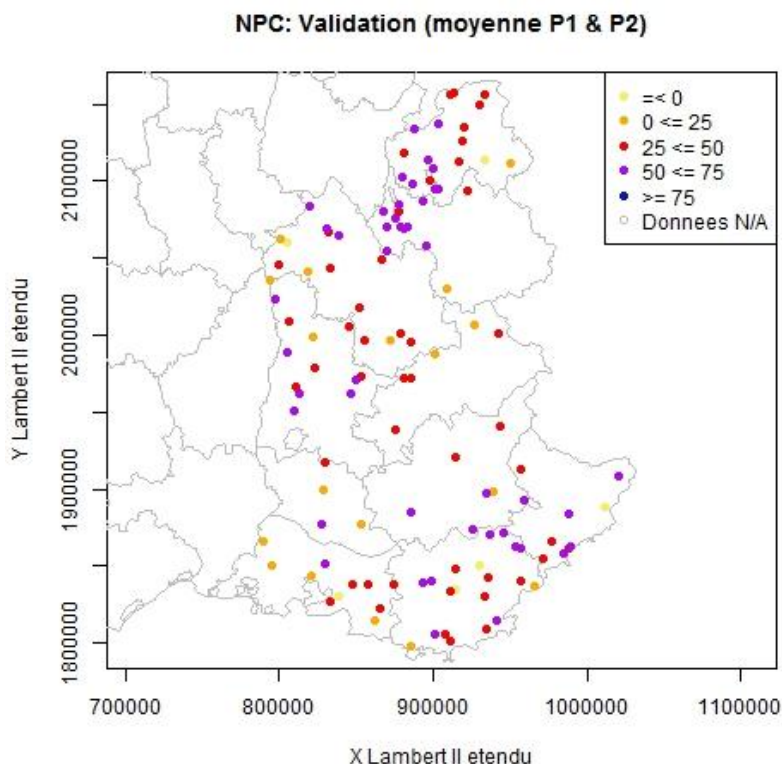 NPC: Validation (moyenne P1 & P2)
=< 0
0 <= 25
25 <= 50
50 <= 75
>= 75
Donnees N/A
Y Lambert II etendu
2100000
2000000
1900000
1800000
700000 800000 900000 1000000 1100000
X Lambert II etendu